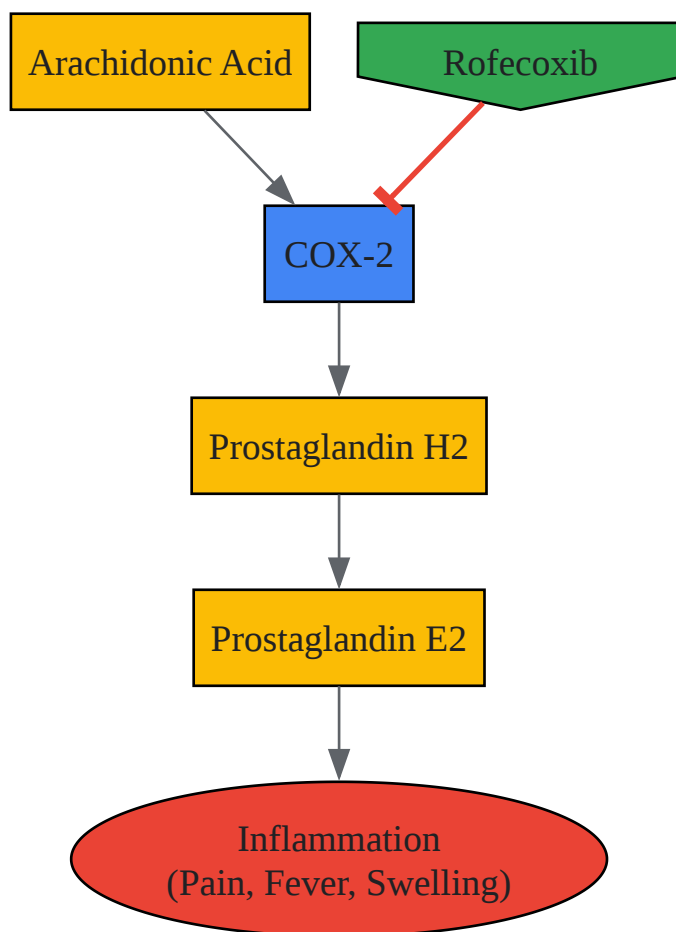 Arachidonic Acid
Rofecoxib
COX-2
Prostaglandin H2
Prostaglandin E2
Inflammation
(Pain, Fever, Swelling)